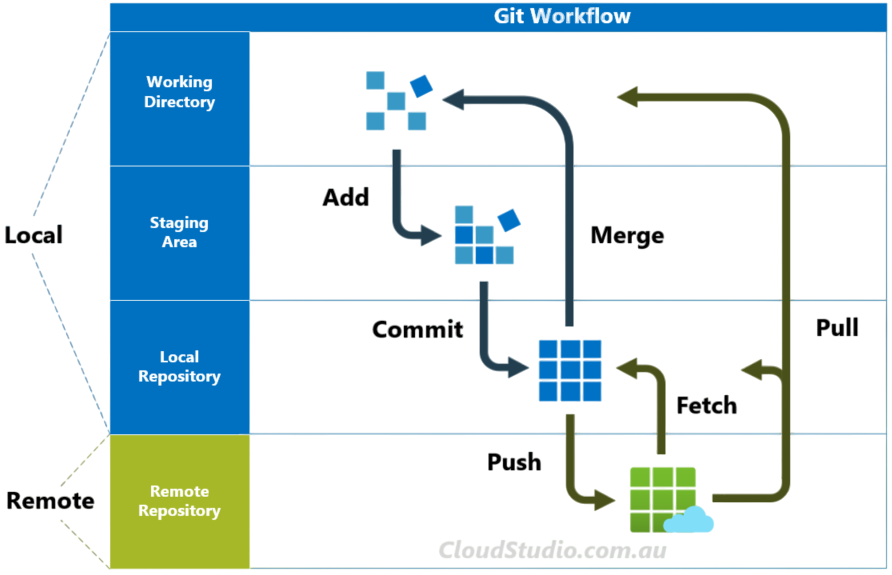 Git Workflow
Working
Directory
Add
Local
Staging
Area
Merge
Commit
Pull
Local
Repository
Fetch
Push
Remote
Remote
Repository
CloudStudio.com.au